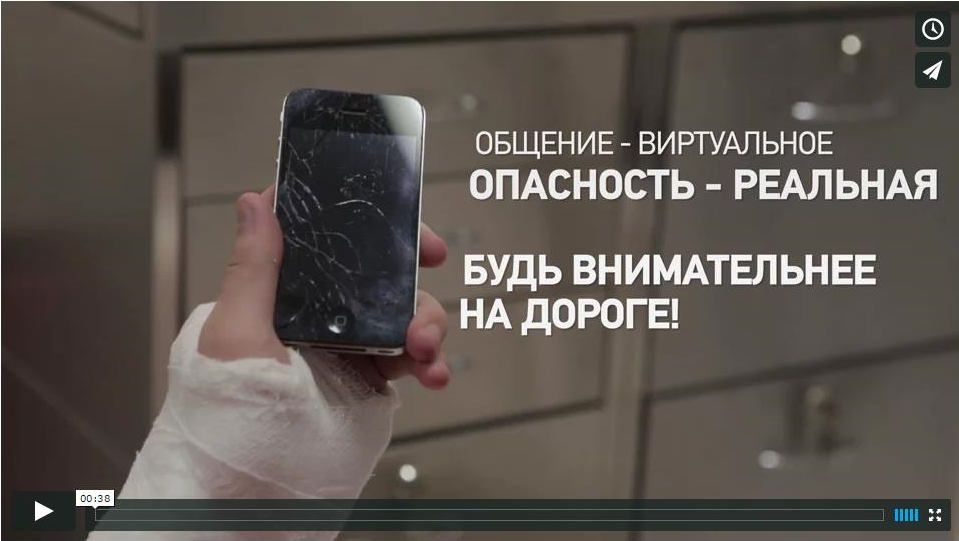 ОБЩЕНИЕ - ВИРТУАЛЬНОЕ
ОПАСНОСТЬ - РЕАЛЬНАЯ
БУДЬ ВНИМАТЕЛЬНЕЕ
НА ДОРОГЕ!
00:38